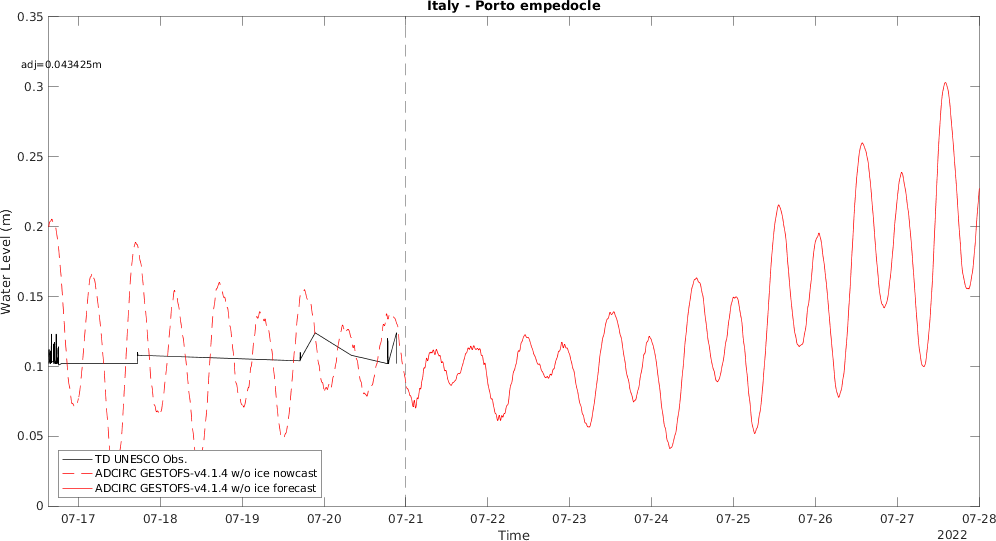 Italy - Porto empedocle
adj=0.043425m
Water Level (m)
0.35
0.3
0.25
0.2
0.15
0.1
0.05
0
TD UNESCO Obs.
ADCIRC GESTOFS-v4.1.4 w/o ice nowcast
ADCIRC GESTOFS-v4.1.4 w/o ice forecast
07-17 07-18 07-19 07-20 07-21 07-22 07-23 07-24 07-25 07-26 07-27 07-28
Time
2022